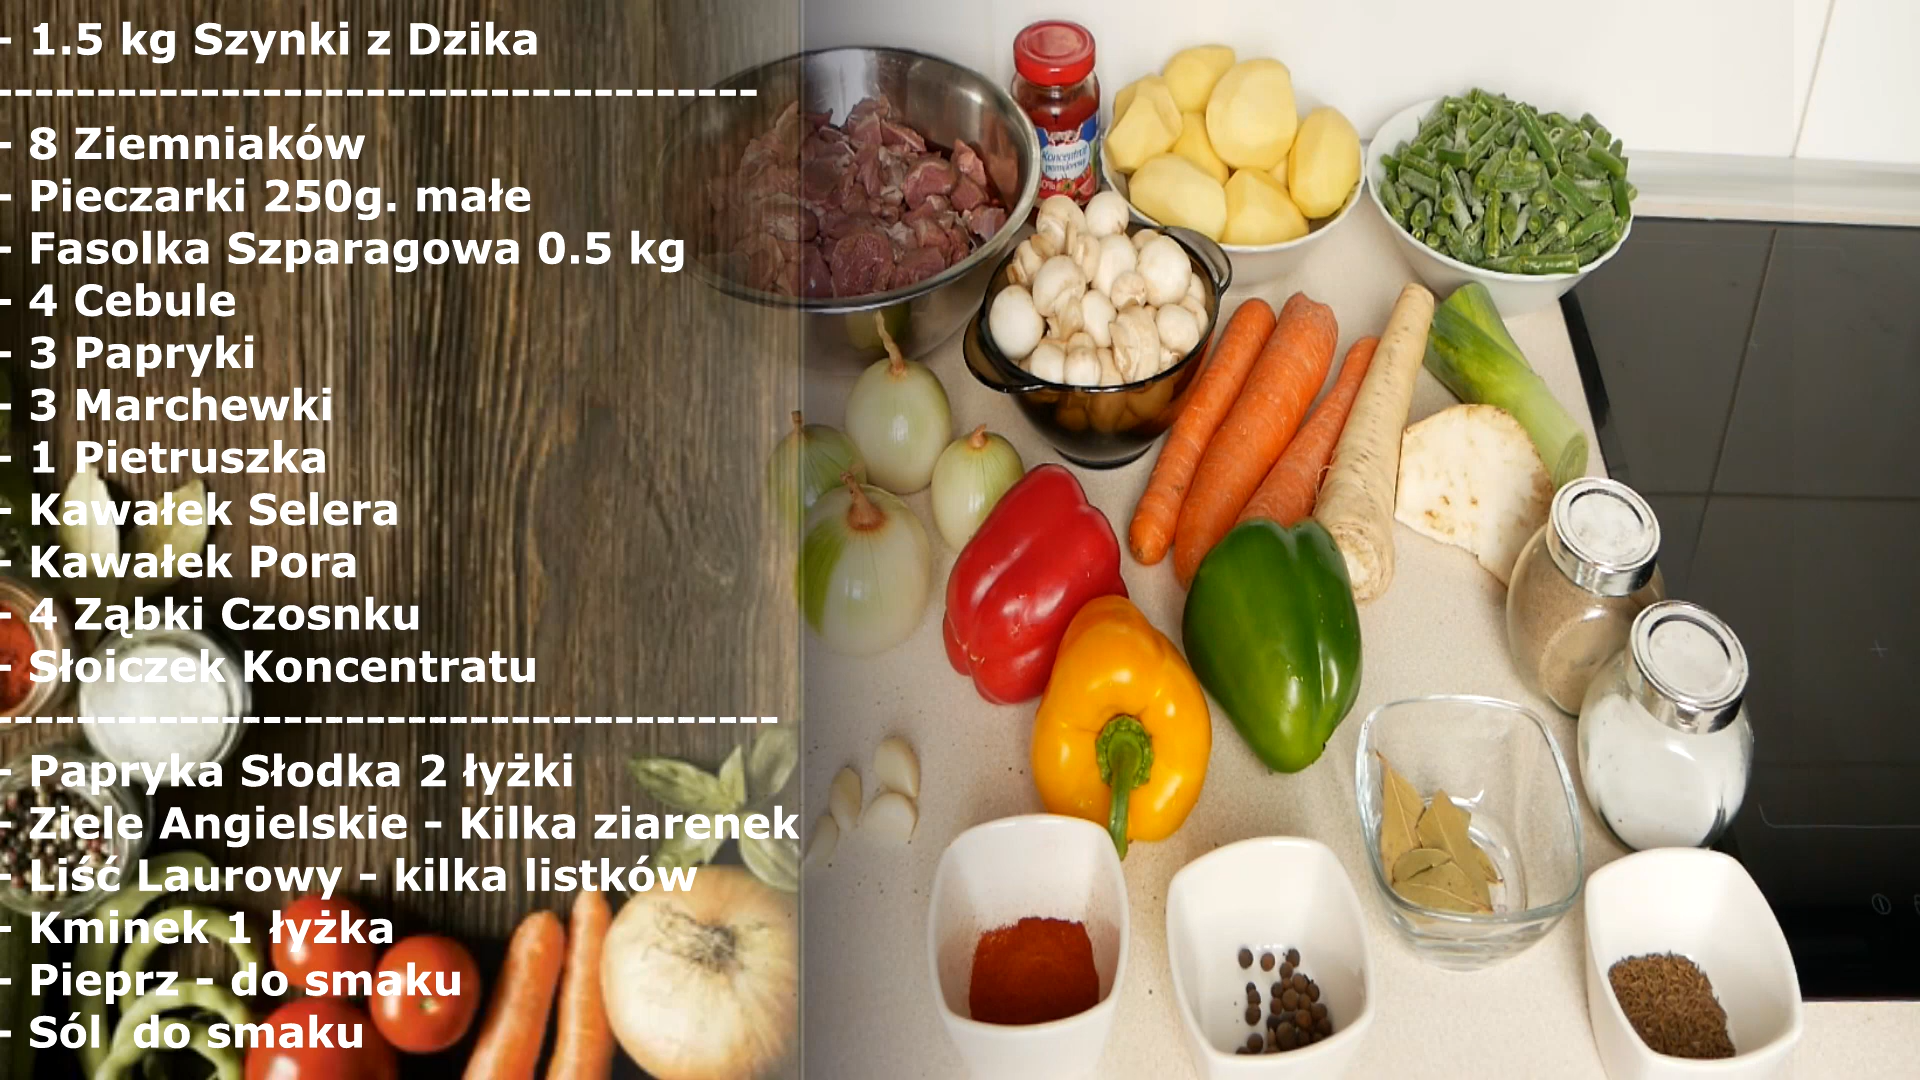 - 1.5 kg Szynki z Dzika
-------------------------------------
- 8 Ziemniaków
- Pieczarki 250g. małe
- Fasolka Szparagowa 0.5 kg
- 4 Cebule
- 3 Papryki
- 3 Marchewki
- 1 Pietruszka
- Kawałek Selera
- Kawałek Pora
- 4 Ząbki Czosnku
- Słoiczek Koncentratu
--------------------------------------
- Papryka Słodka 2 łyżki
- Ziele Angielskie - Kilka ziarenek
- Liść Laurowy - kilka listków
- Kminek 1 łyżka
- Pieprz - do smaku
- Sól  do smaku
Koncentrat
pomidorowy